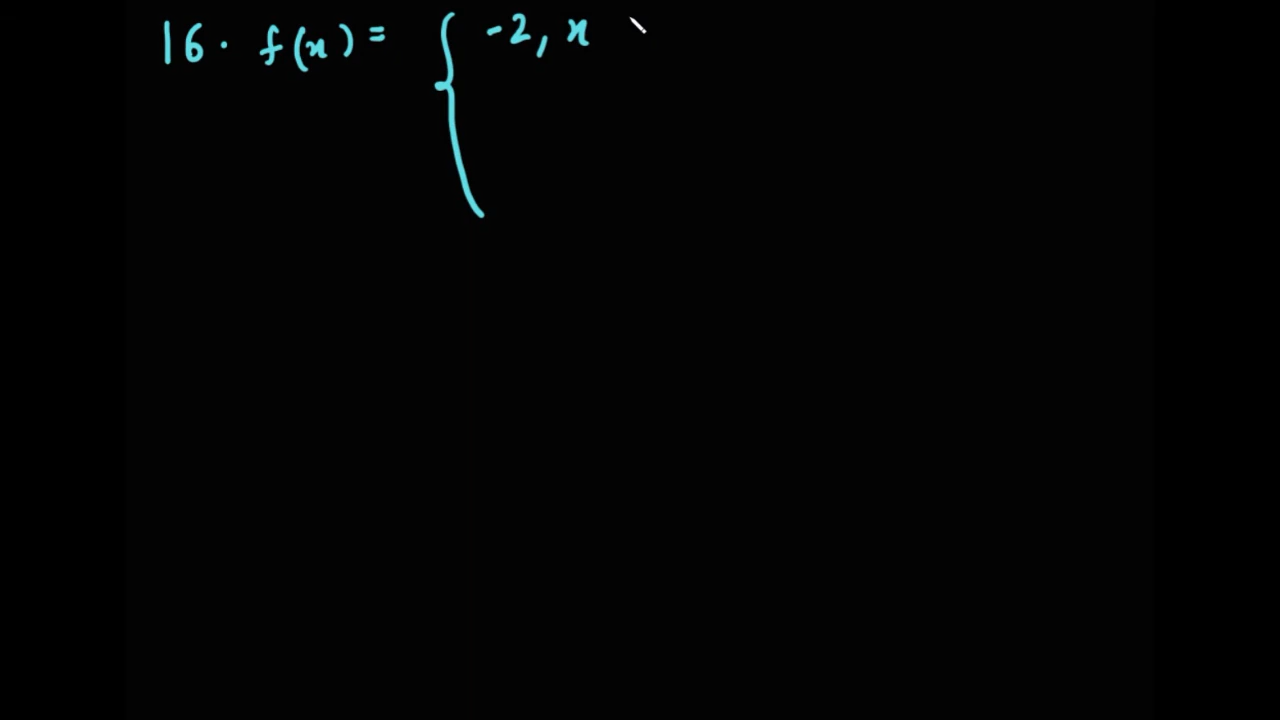 16. f(x) = { -2, x